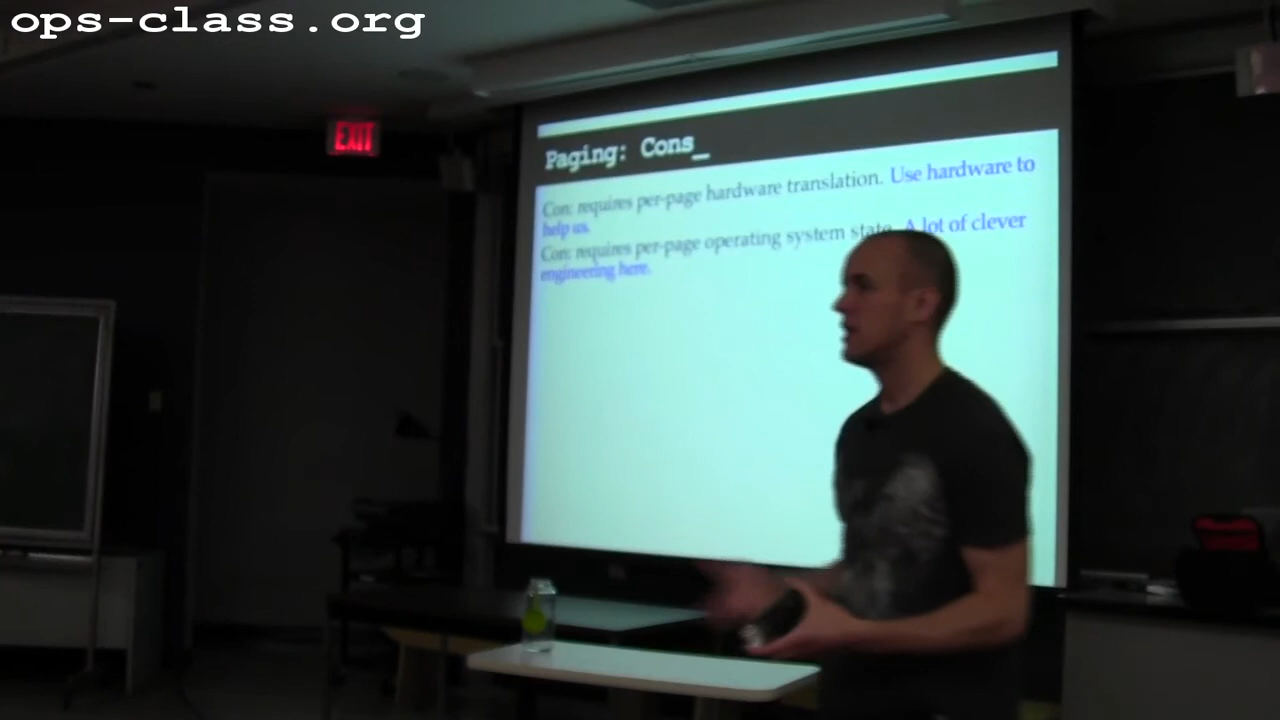 ops-class.org
EXIT
Paging: Cons_
Con: requires per-page hardware translation. Use hardware to
help us.
Con: requires per-page operating system state. A lot of clever
engineering here.